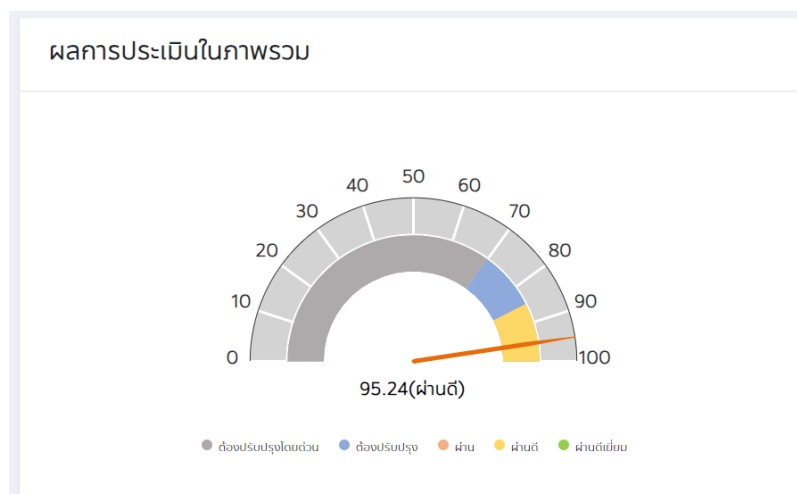 ผลการประเมินในภาพรวม
50
40 60
30 70
20 80
10 90
0 100
95.24(ผ่านดี)
ต้องปรับปรุงโดยด่วน ต้องปรับปรุง ผ่าน ผ่านดี ผ่านดีเยี่ยม